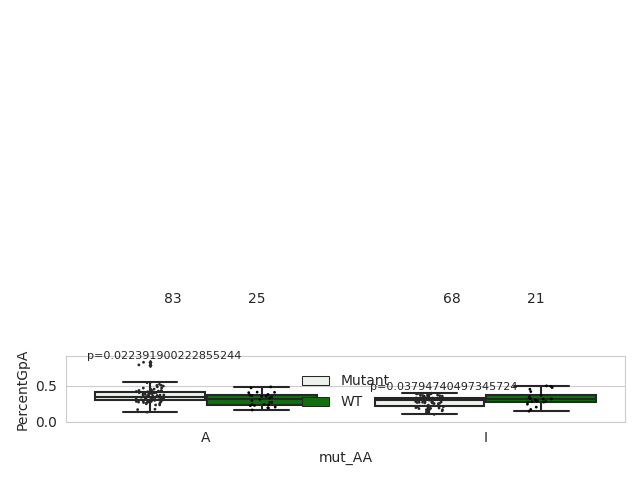 83 25 68 21
p=0.022391900222855244
Mutant
p=0.03794740497345724
WT
PercentGpA
0.5
0.0
A I
mut_AA